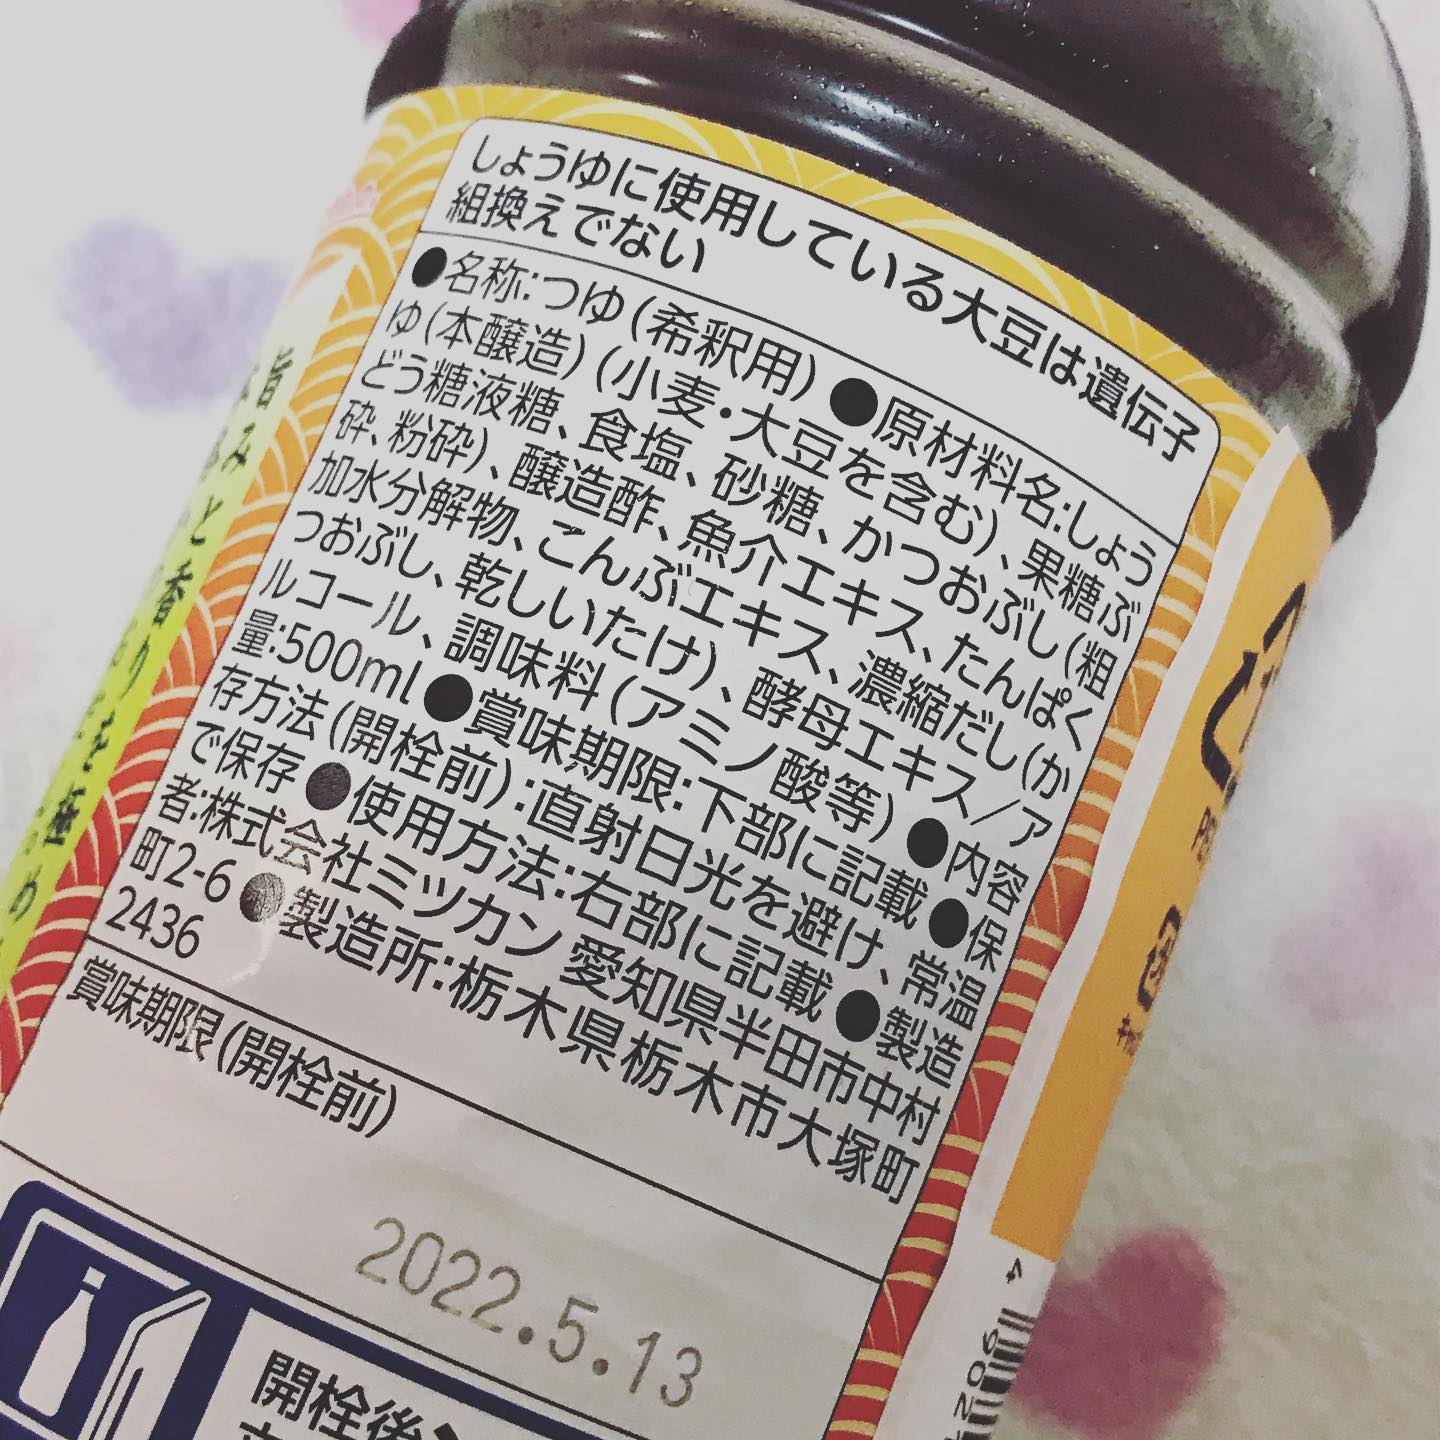 しょうゆに使用している大豆は遺伝子
組換えでない
●名称:つゆ(希釈用)●原材料名:しょう
ゆ(本醸造)(小麦・大豆を含む)、果糖ぶ
どう糖液糖、食塩、砂糖、かつおぶし(粗
砕、粉砕)、醸造酢、魚介エキス、たんぱく
加水分解物、こんぶエキス、濃縮だし(か
つおぶし、乾しいたけ)、酵母エキス/ア
ルコール、調味料(アミノ酸等)●内容
量:500ml●賞味期限:下部に記載●保
存方法(開栓前):直射日光を避け、常温
で保存●使用方法:右部に記載●製造
者:株式会社ミツカン 愛知県半田市中村
町2-6●製造所:栃木県栃木市大塚町
2436
賞味期限(開栓前)
2022.5.13
開栓後
旨みと香り